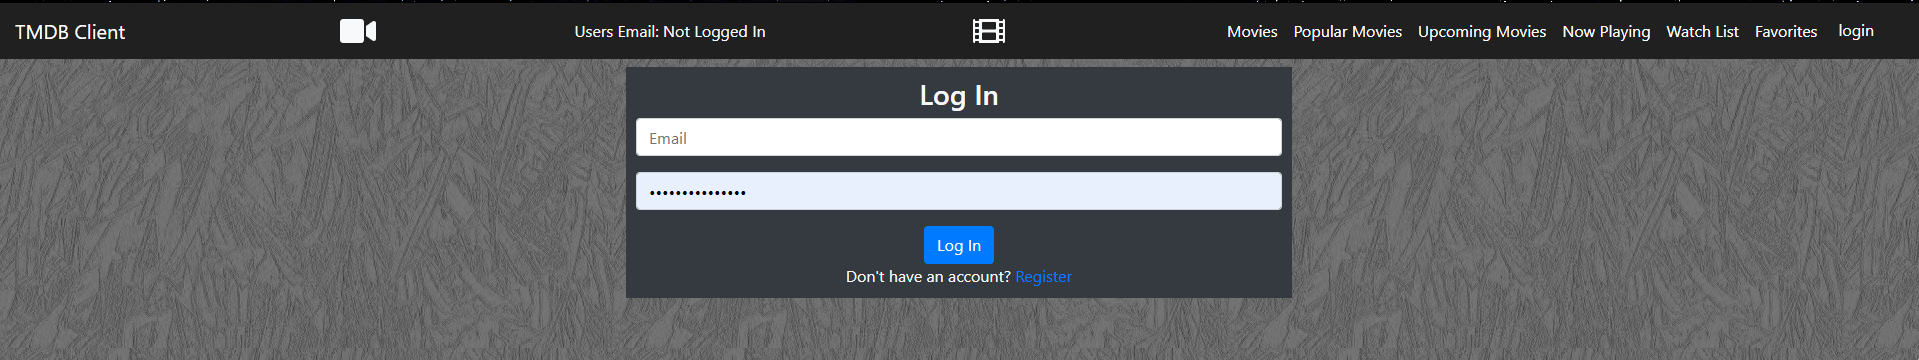 TMDB Client Users Email: Not Logged In Movies Popular Movies Upcoming Movies Now Playing Watch List Favorites login
Log In
Email
•••••••••••••••
Log In
Don't have an account? Register